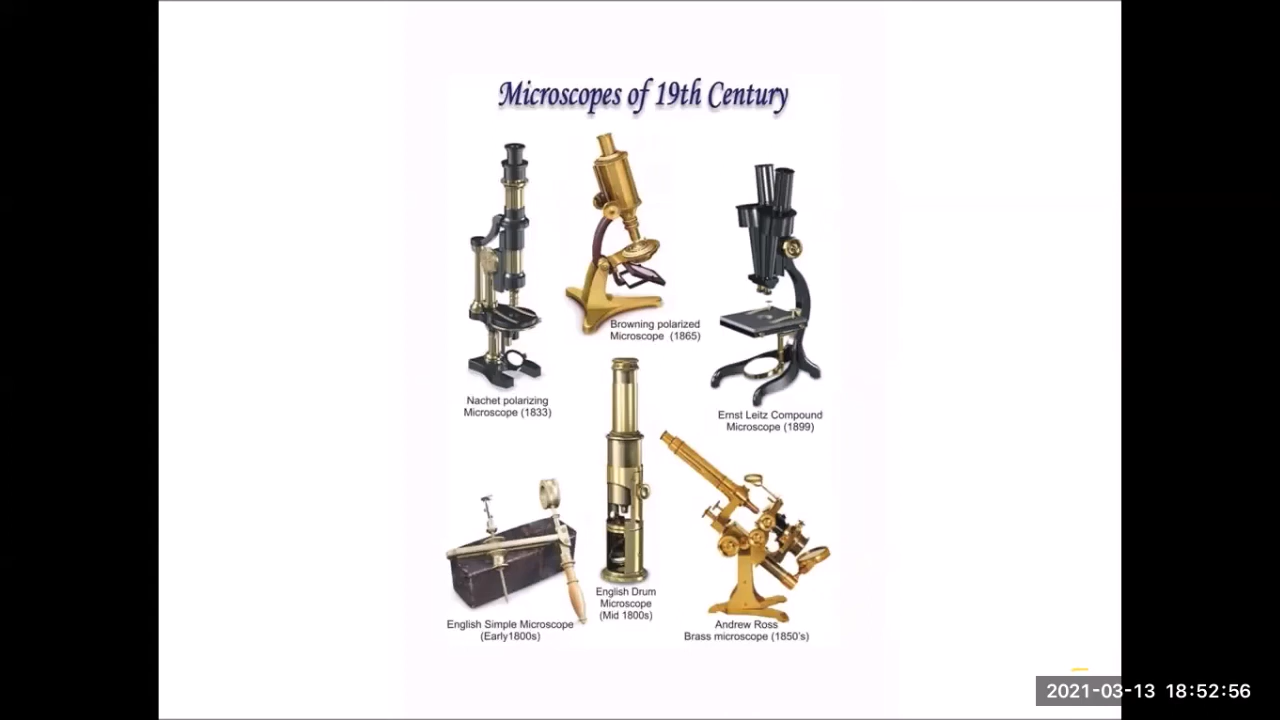 Microscopes of 19th Century
Browning polarized
Microscope (1865)
Nachet polarizing
Microscope (1833)
Ernst Leitz Compound
Microscope (1899)
English Drum
Microscope
(Mid 1800s)
English Simple Microscope
(Early1800s)
Andrew Ross
Brass microscope (1850's)
2021-03-13 18:52:56